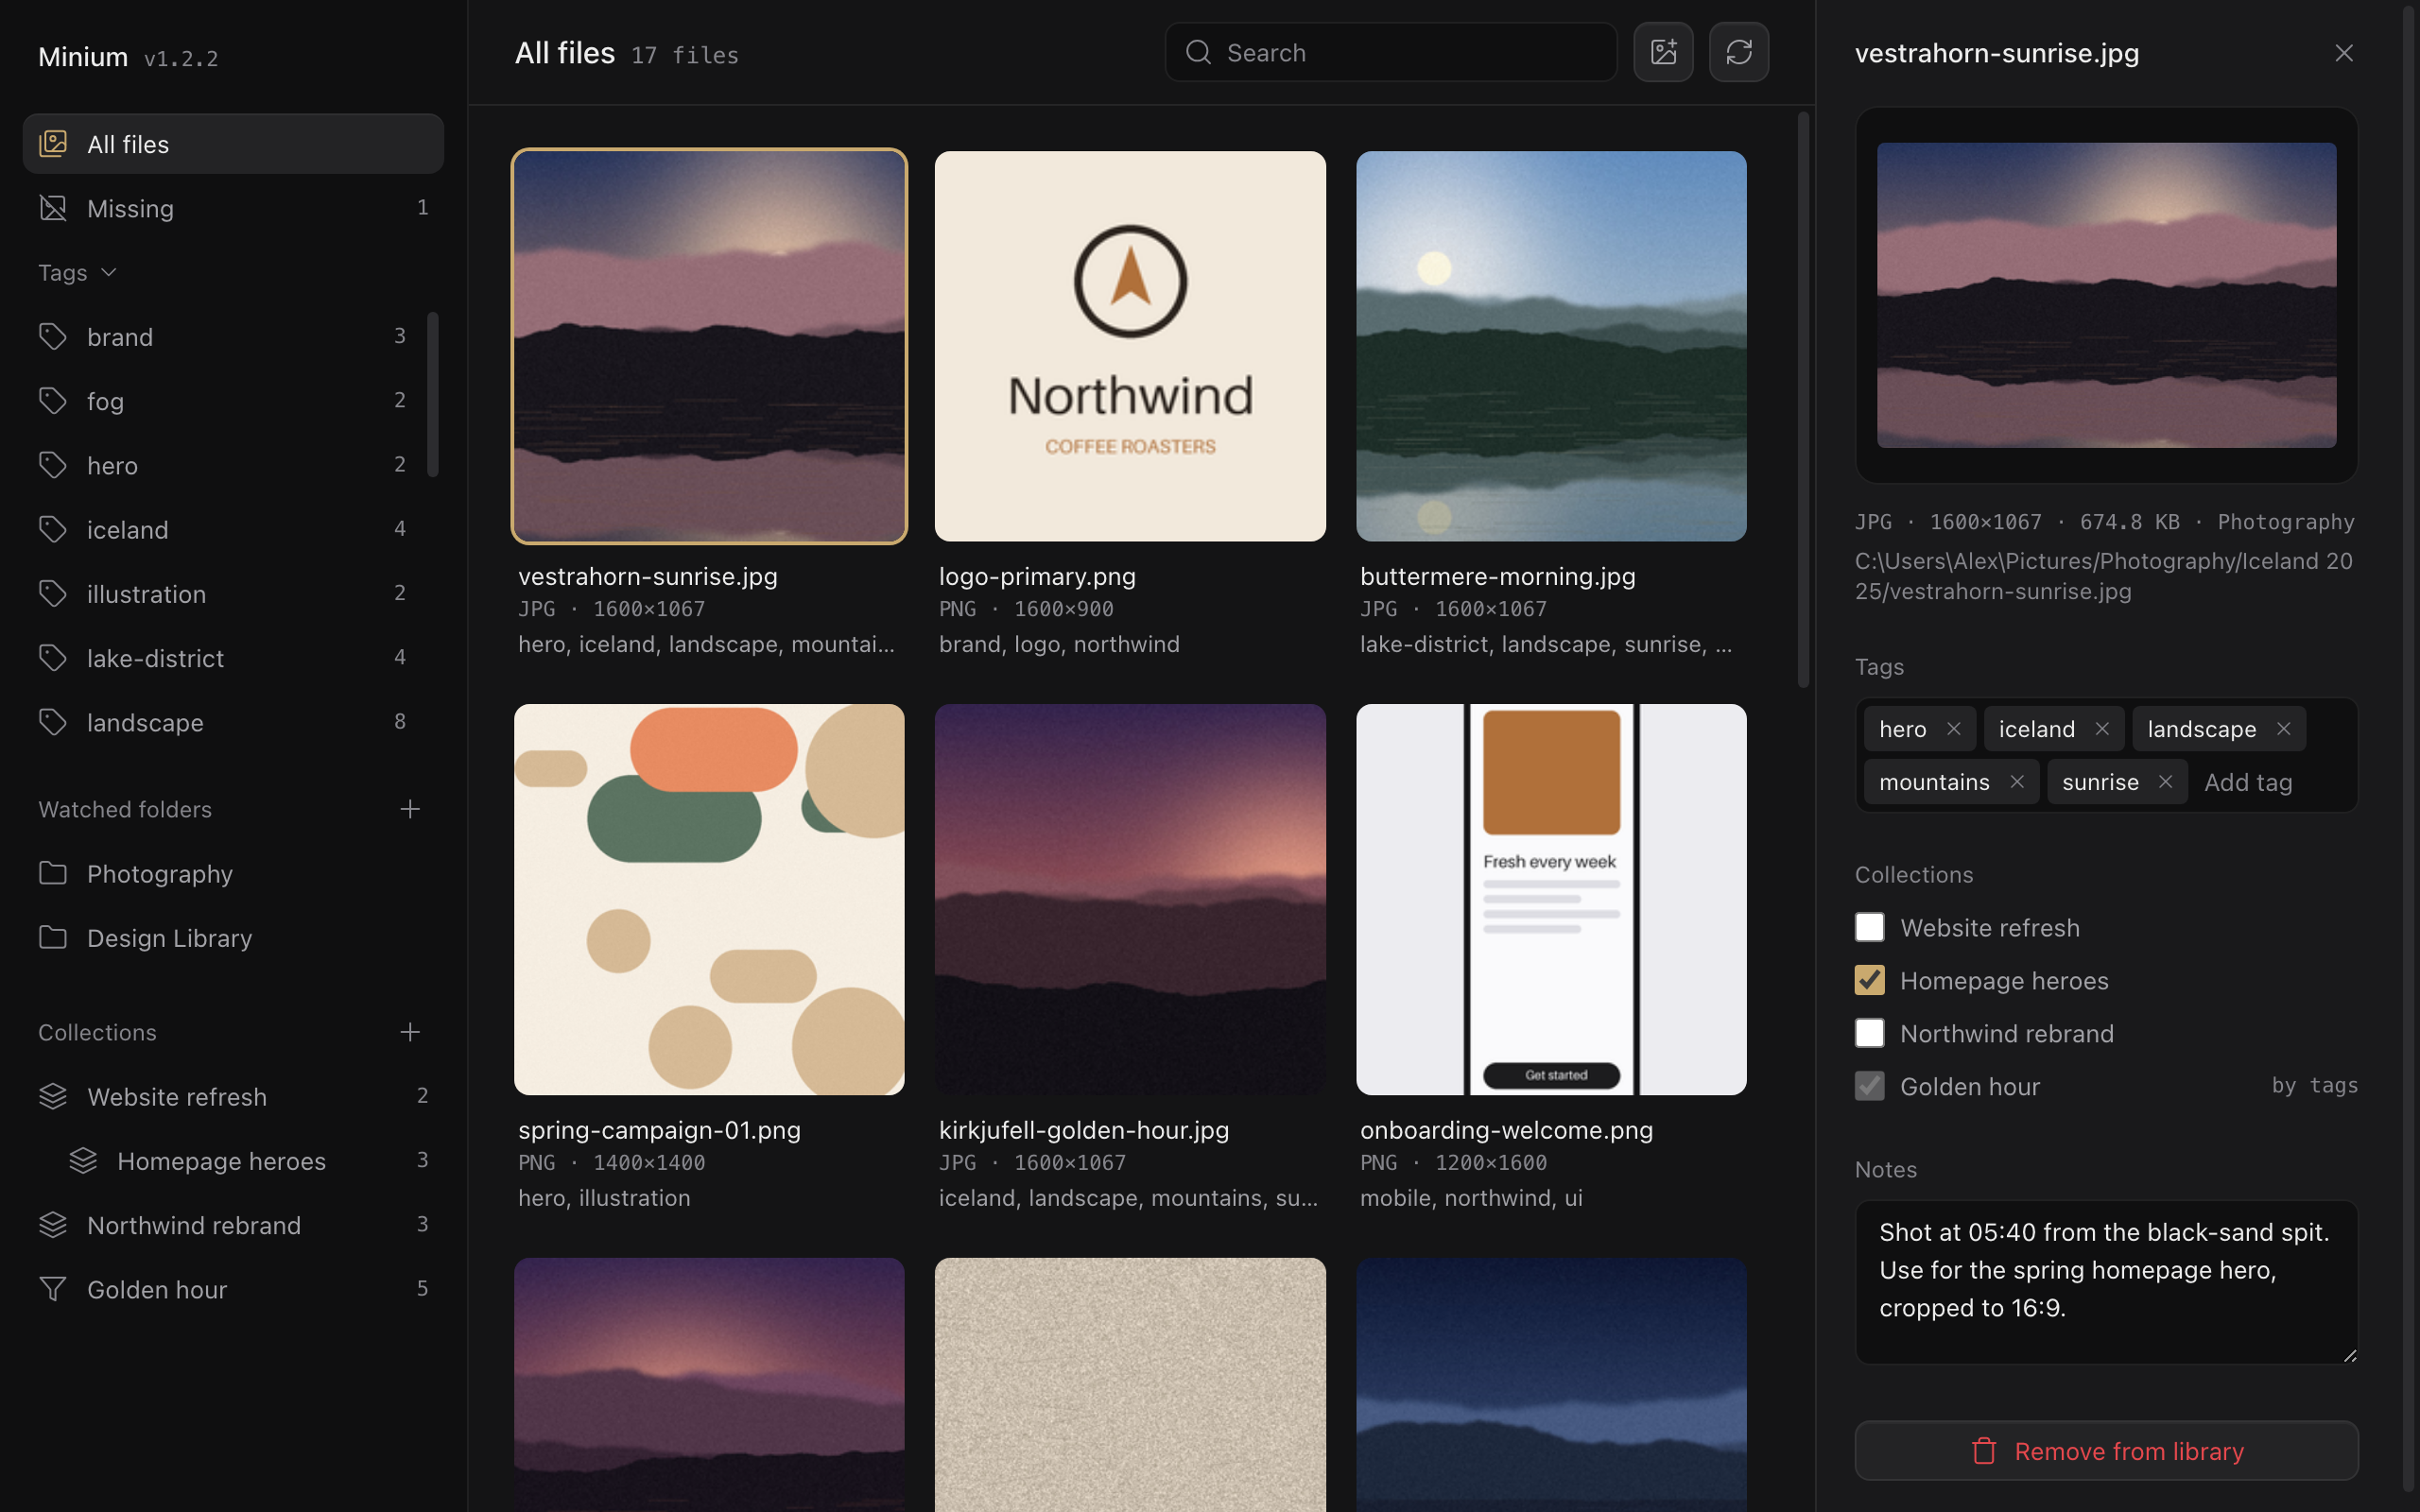 Minium v1.2.2
All files
Missing 1
Tags
brand 3
fog 2
hero 2
iceland 4
illustration 2
lake-district 4
landscape 8
Watched folders
Photography
Design Library
Collections
Website refresh 2
Homepage heroes 3
Northwind rebrand 3
Golden hour 5
All files 17 files
Search
Northwind
COFFEE ROASTERS
vestrahorn-sunrise.jpg
JPG · 1600×1067
hero, iceland, landscape, mountai...
logo-primary.png
PNG · 1600×900
brand, logo, northwind
buttermere-morning.jpg
JPG · 1600×1067
lake-district, landscape, sunrise, ...
Fresh every week
Get started
spring-campaign-01.png
PNG · 1400×1400
hero, illustration
kirkjufell-golden-hour.jpg
JPG · 1600×1067
iceland, landscape, mountains, su...
onboarding-welcome.png
PNG · 1200×1600
mobile, northwind, ui
vestrahorn-sunrise.jpg
JPG · 1600×1067 · 674.8 KB · Photography
C:\Users\Alex\Pictures/Photography/Iceland 20
25/vestrahorn-sunrise.jpg
Tags
hero iceland landscape
mountains sunrise Add tag
Collections
Website refresh
Homepage heroes
Northwind rebrand
Golden hour by tags
Notes
Shot at 05:40 from the black-sand spit.
Use for the spring homepage hero,
cropped to 16:9.
Remove from library